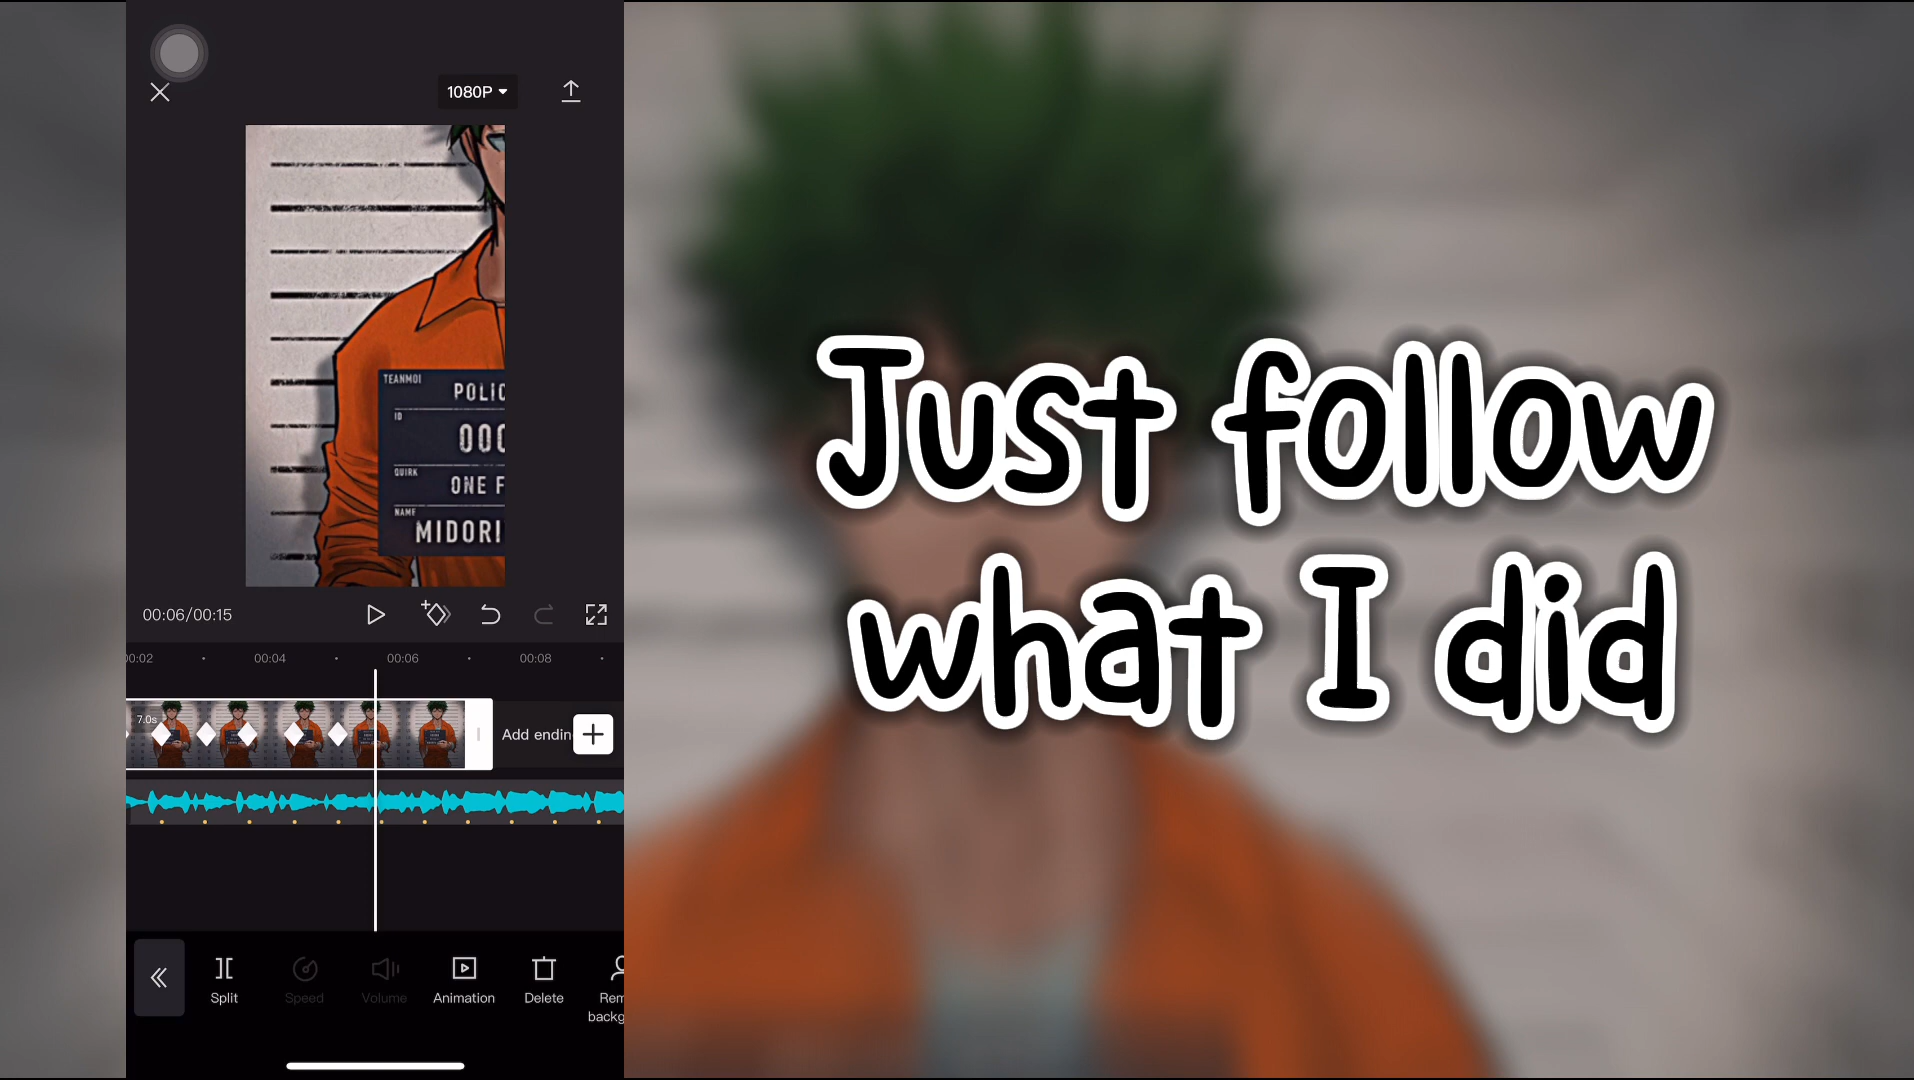 1080P
TEANMOI
POLIC
ID
000
QUIRK
ONE F
NAME
MIDORI
00:06/00:15
00:02
00:04
00:06
00:08
7.0s
Add endin
Split
Speed
Volume
Animation
Delete
Rem
backg
Just follow
what I did